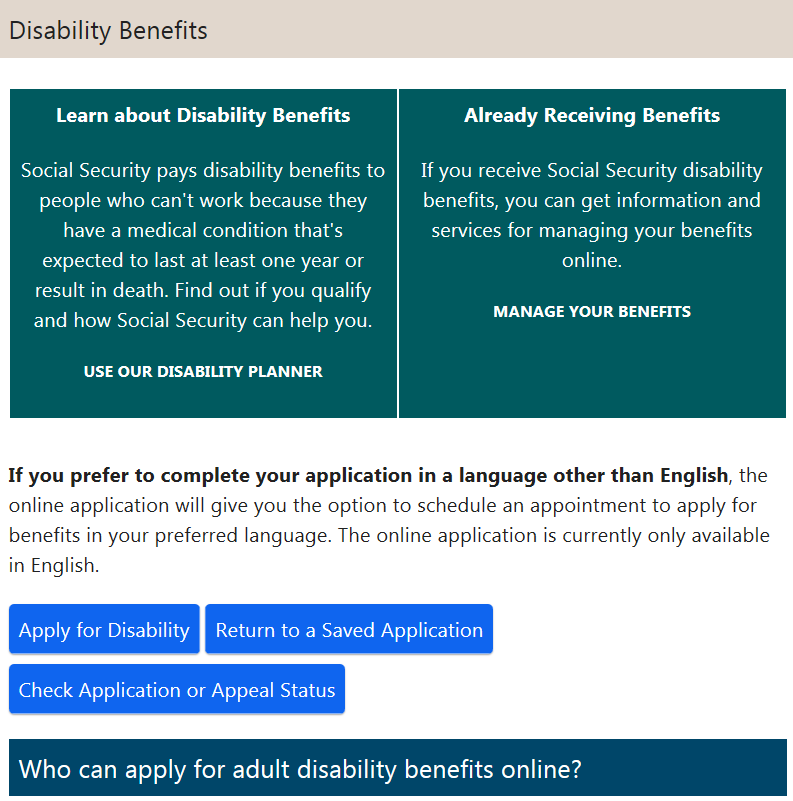 Disability Benefits
Learn about Disability Benefits
Social Security pays disability benefits to
people who can't work because they
have a medical condition that's
expected to last at least one year or
result in death. Find out if you qualify
and how Social Security can help you.
USE OUR DISABILITY PLANNER
Already Receiving Benefits
If you receive Social Security disability
benefits, you can get information and
services for managing your benefits
online.
MANAGE YOUR BENEFITS
If you prefer to complete your application in a language other than English, the
online application will give you the option to schedule an appointment to apply for
benefits in your preferred language. The online application is currently only available
in English.
Apply for Disability
Return to a Saved Application
Check Application or Appeal Status
Who can apply for adult disability benefits online?